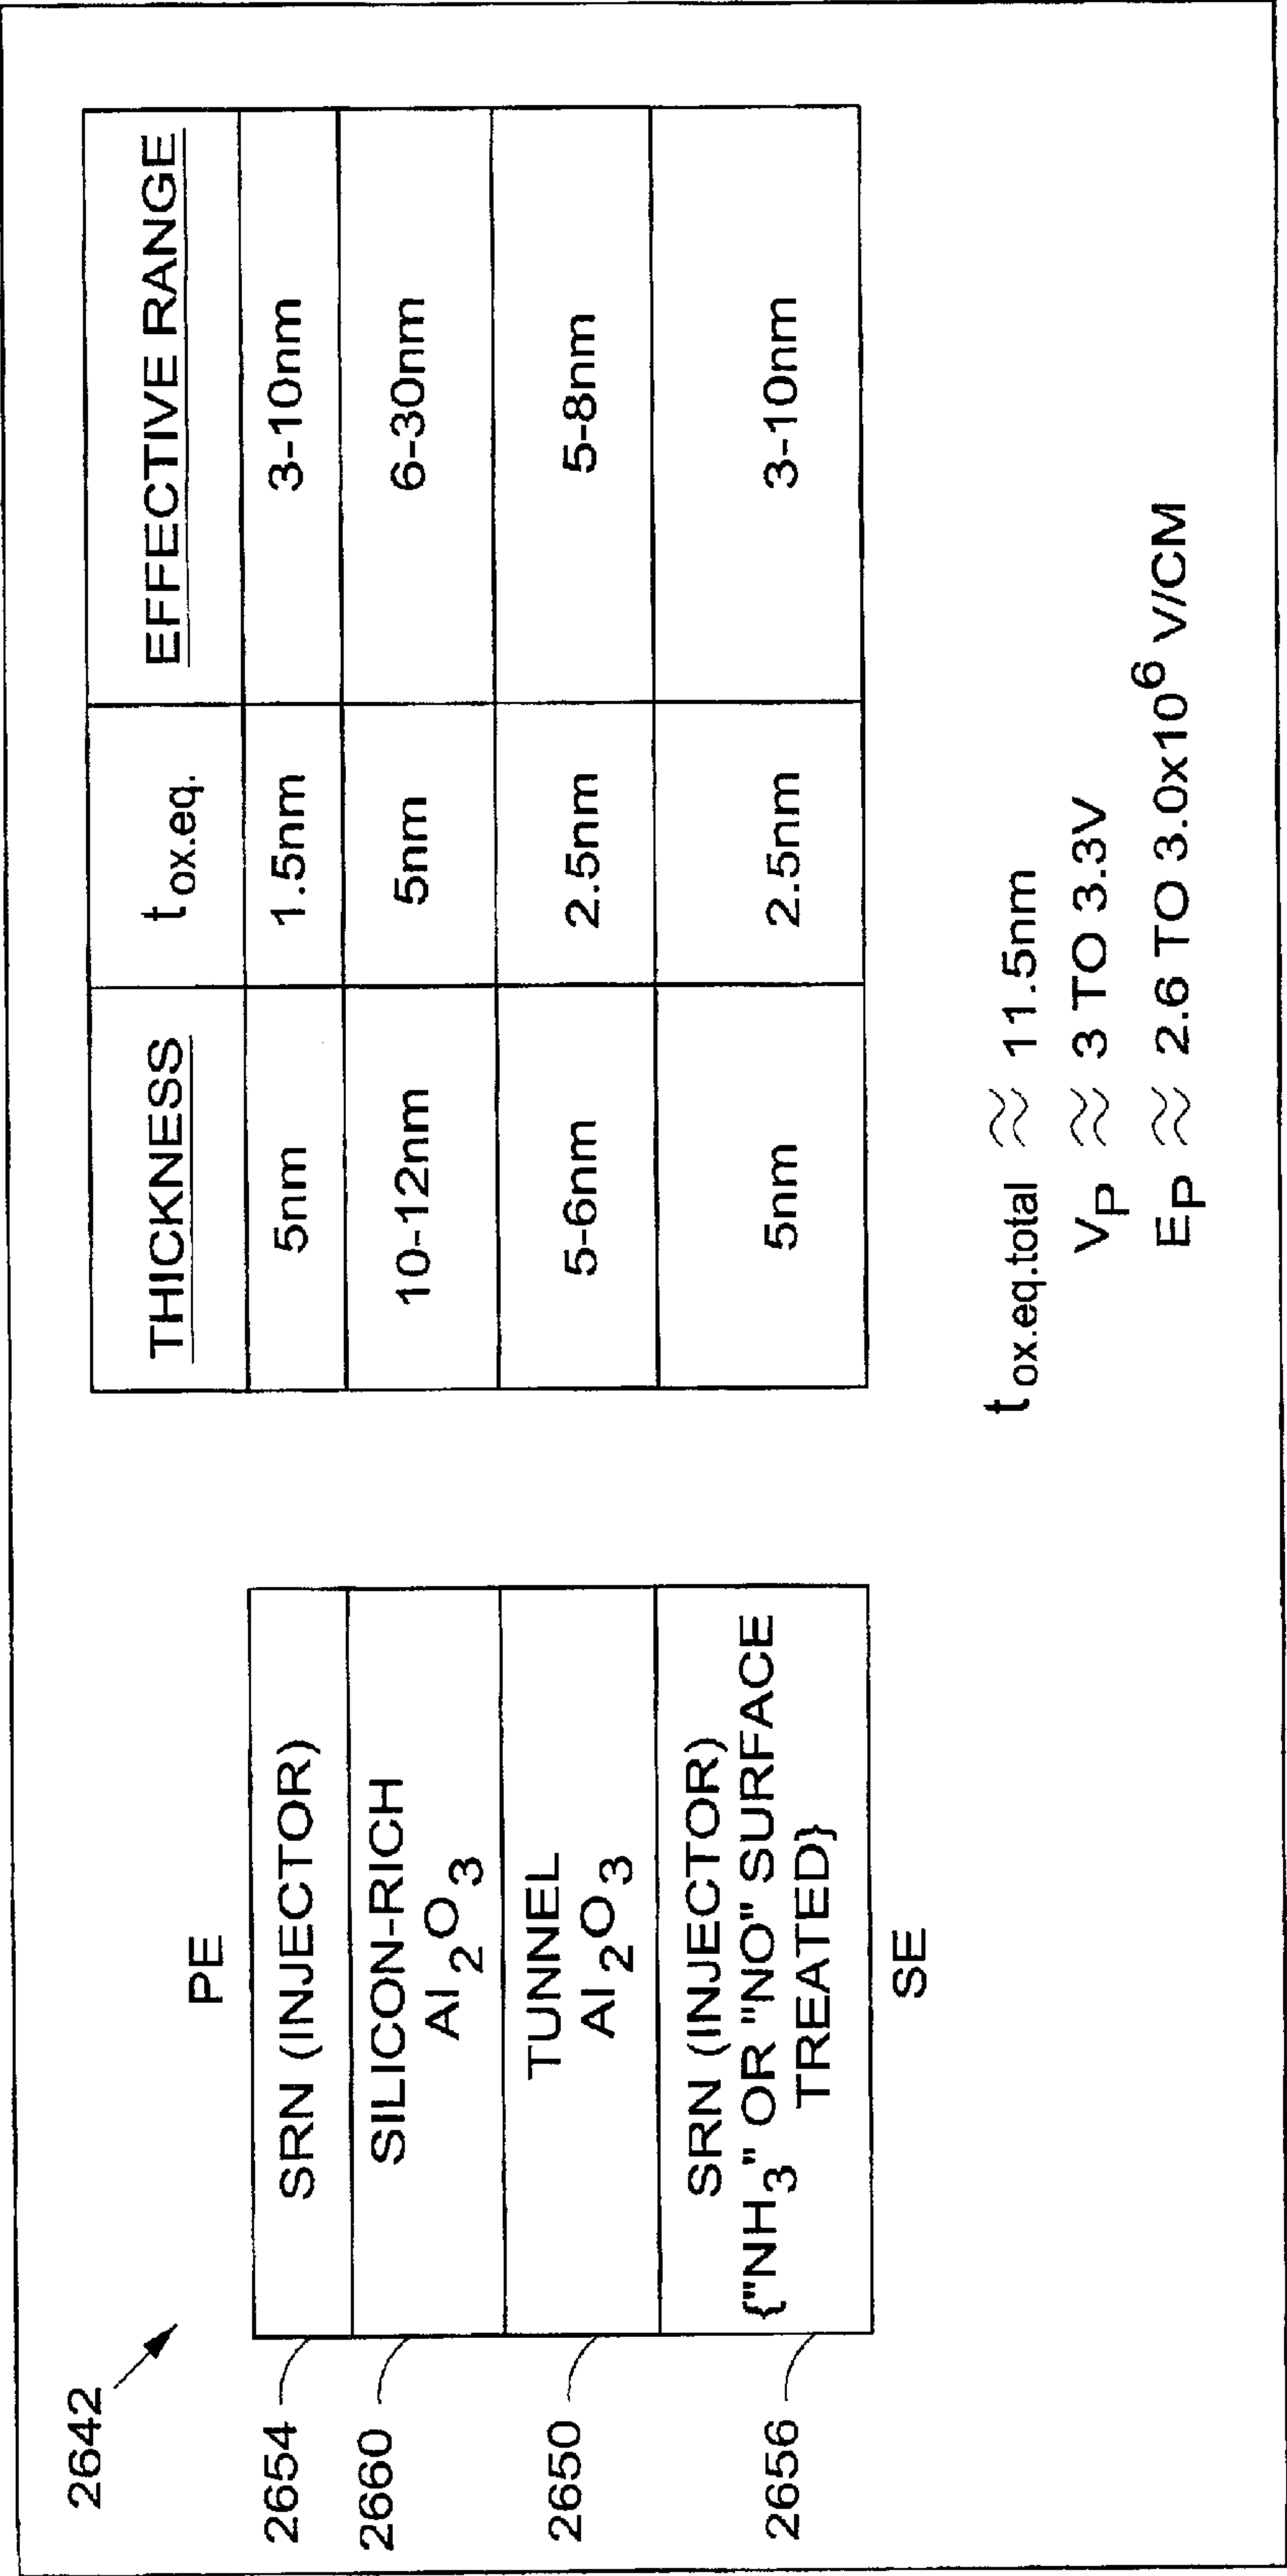 2642
PE
2654
SRN (INJECTOR)
2660
SILICON-RICH
Al2O3
2650
TUNNEL
Al2O3
2656
SRN (INJECTOR)
{"NH3" OR "NO" SURFACE
TREATED}
SE
THICKNESS tox.eq. EFFECTIVE RANGE
5nm 1.5nm 3-10nm
10-12nm 5nm 6-30nm
5-6nm 2.5nm 5-8nm
5nm 2.5nm 3-10nm
tox.eq.total ≈ 11.5nm
VP ≈ 3 TO 3.3V
EP ≈ 2.6 TO 3.0x10^6 V/CM